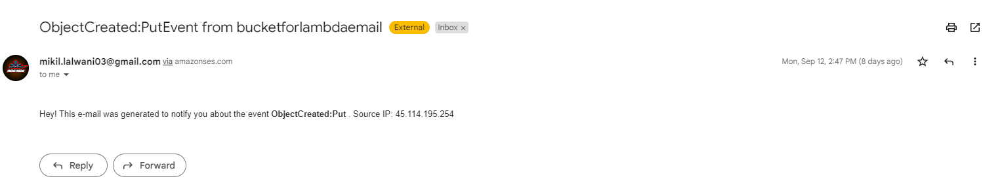 ObjectCreated:PutEvent from bucketforlambdaemail External Inbox ×
mikil.lalwani03@gmail.com via amazonses.com Mon, Sep 12, 2:47 PM (8 days ago)
to me
Hey! This e-mail was generated to notify you about the event ObjectCreated:Put . Source IP: 45.114.195.254
Reply Forward